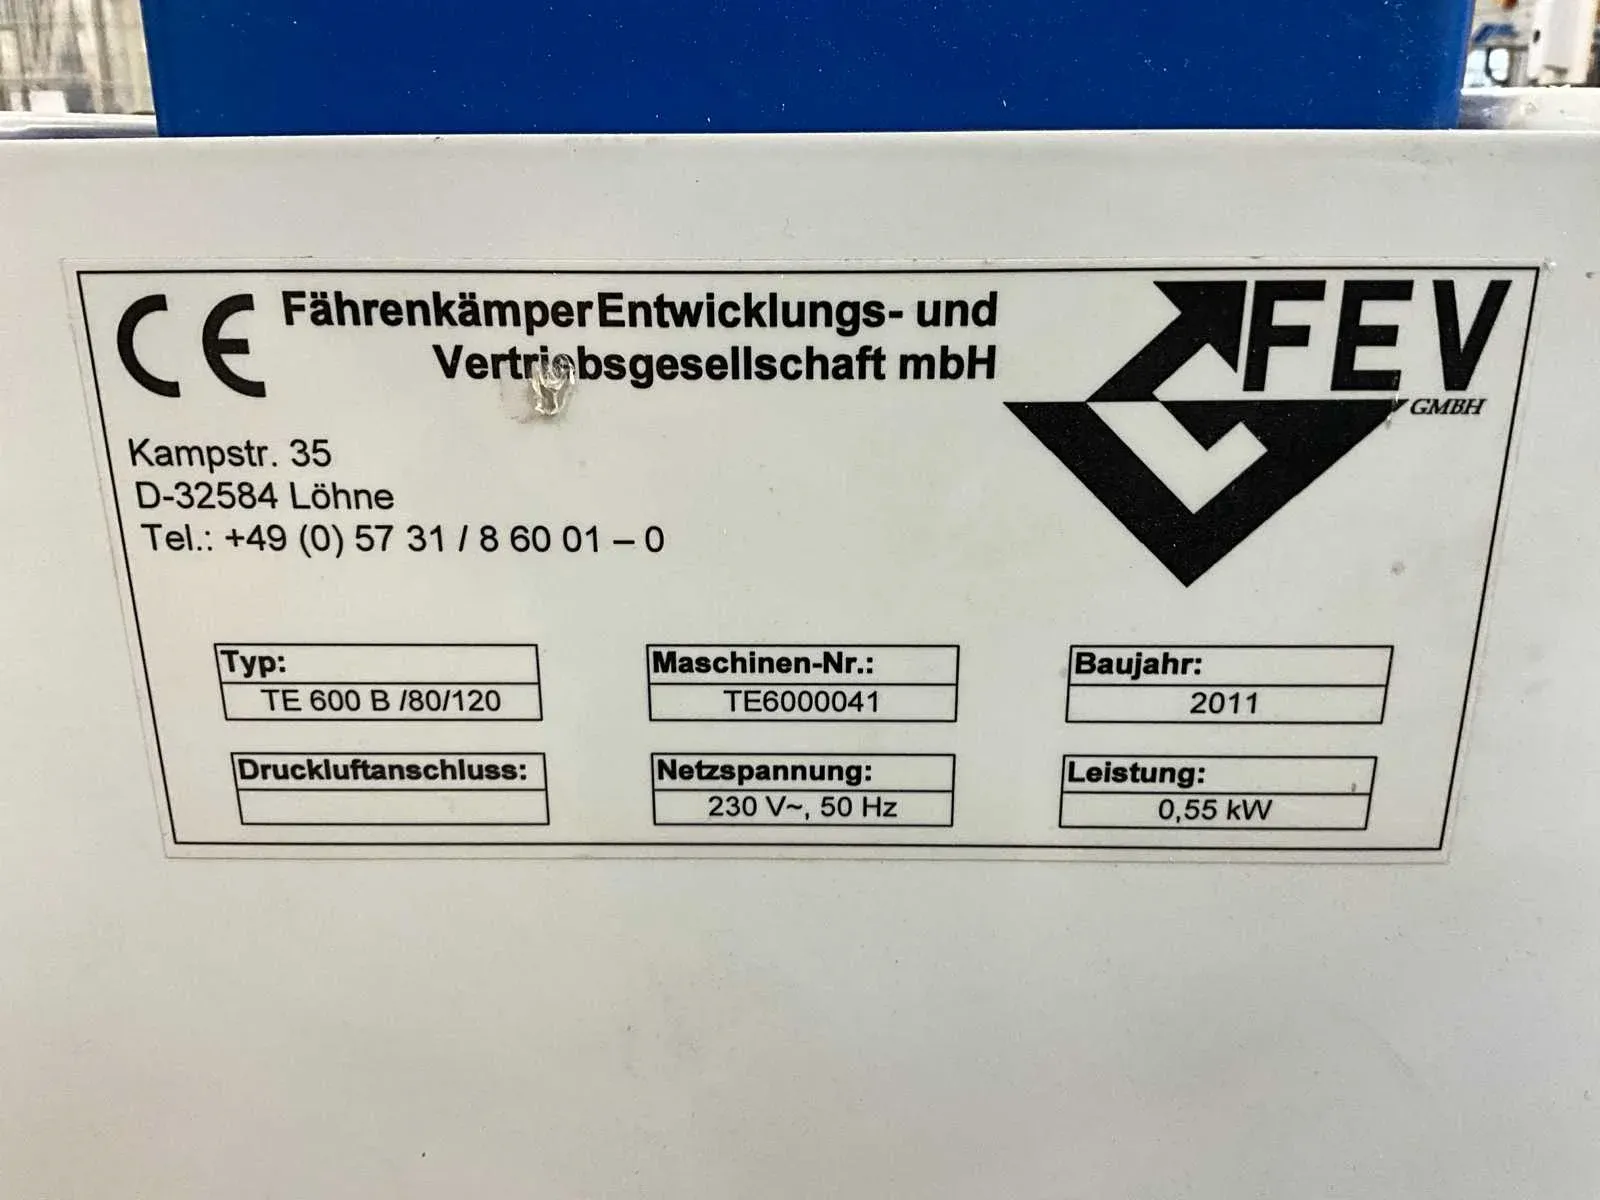 CE
Fährenkämper Entwicklungs- und
Vertriebsgesellschaft mbH
FEV
GMBH
Kampstr. 35
D-32584 Löhne
Tel.: +49 (0) 57 31 / 8 60 01 – 0
Typ:
TE 600 B /80/120
Maschinen-Nr.:
TE6000041
Baujahr:
2011
Druckluftanschluss:
Netzspannung:
230 V~, 50 Hz
Leistung:
0,55 kW